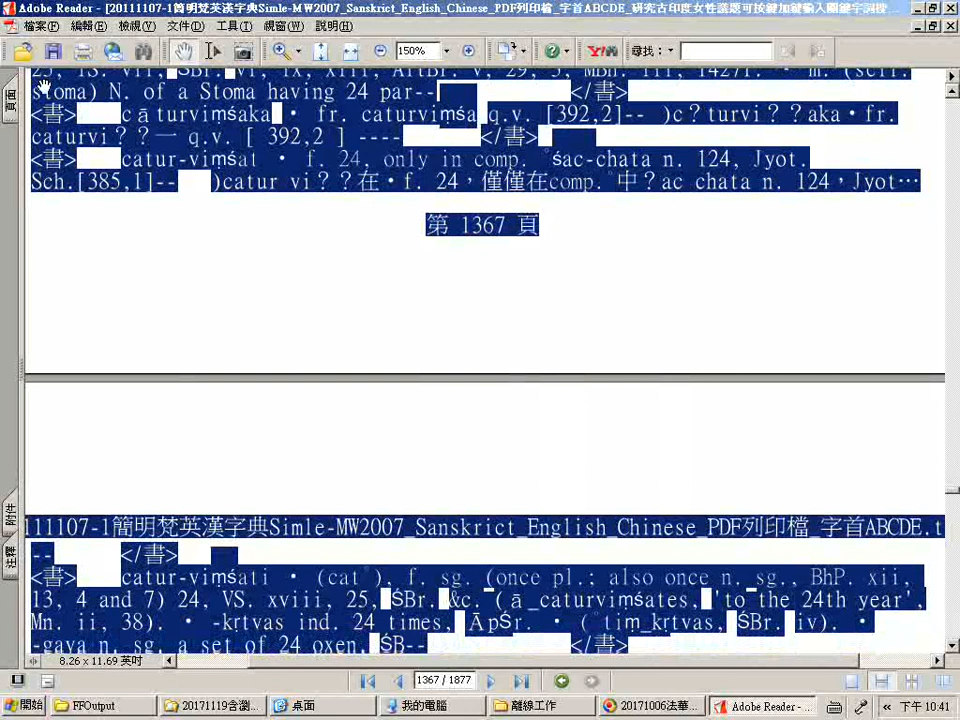 Adobe Reader - [20111107-1簡明梵英漢字典Simle-MW2007_Sanskrict_English_Chinese_PDF列印檔_字首ABCDE_研究古印度女性議題可按鍵加鍵輸入關鍵字詞搜
檔案(F) 編輯(E) 檢視(V) 文件(D) 工具(T) 視窗(W) 說明(H)
150% 尋找：
頁面
stoma) N. of a Stoma having 24 par-- </書>
<書> cāturviṃśaka • fr. caturviṃśa q.v. [392,2]-- )c？turvi？？aka•fr.
caturvi？？一 q.v. [ 392,2 ] ---- </書>
<書> catur-viṃśat • f. 24, only in comp. °śac-chata n. 124, Jyot.
Sch.[385,1]-- )catur vi？？在•f. 24，僅僅在comp.°中？ac chata n. 124，Jyot…
第 1367 頁
附件
注釋
111107-1簡明梵英漢字典Simle-MW2007_Sanskrict_English_Chinese_PDF列印檔_字首ABCDE.t
-- </書>
<書> catur-viṃśati • (cat°), f. sg. (once pl.; also once n. sg., BhP. xii,
13, 4 and 7) 24, VS. xviii, 25, ŚBr. &c. (ā_caturviṃśates, 'to the 24th year',
Mn. ii, 38). • -kṛtvas ind. 24 times, ĀpŚr. • (°tiṃ_kṛtvas, ŚBr. iv). •
-gava n. sg. a set of 24 oxen, ŚB-- </書>
8.26 x 11.69 英吋
1367 / 1877
開始 FFOutput 20171119含瀏... 桌面 我的電腦 離線工作 20171006法華... Adobe Reader - ... 下午 10:41